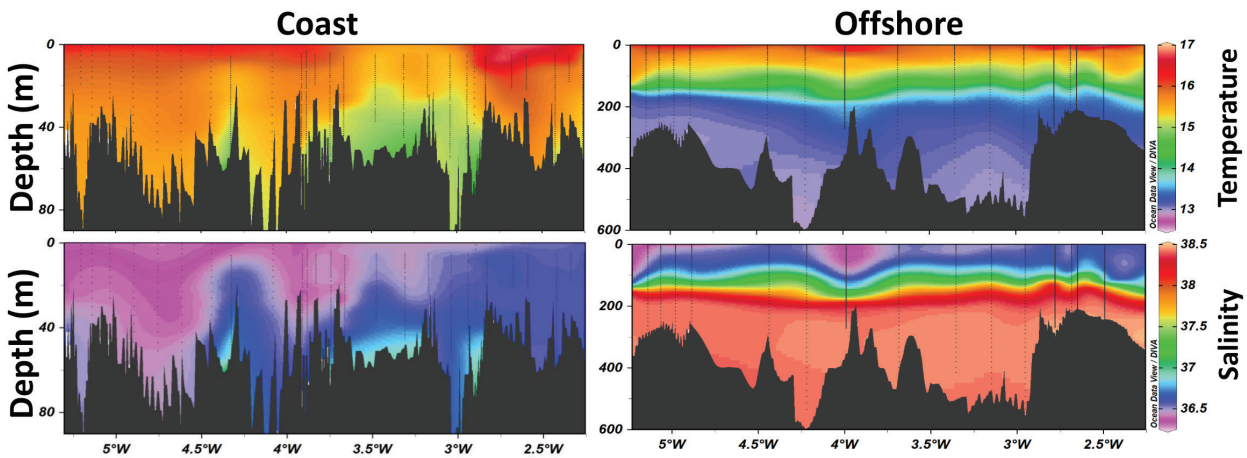 Coast Offshore
Depth (m)
0
40
80
0
200
400
600
17
16
15
14
13
Temperature
Ocean Data View / DIVA
Depth (m)
0
40
80
0
200
400
600
38.5
38
37.5
37
36.5
Salinity
Ocean Data View / DIVA
5°W 4.5°W 4°W 3.5°W 3°W 2.5°W
5°W 4.5°W 4°W 3.5°W 3°W 2.5°W